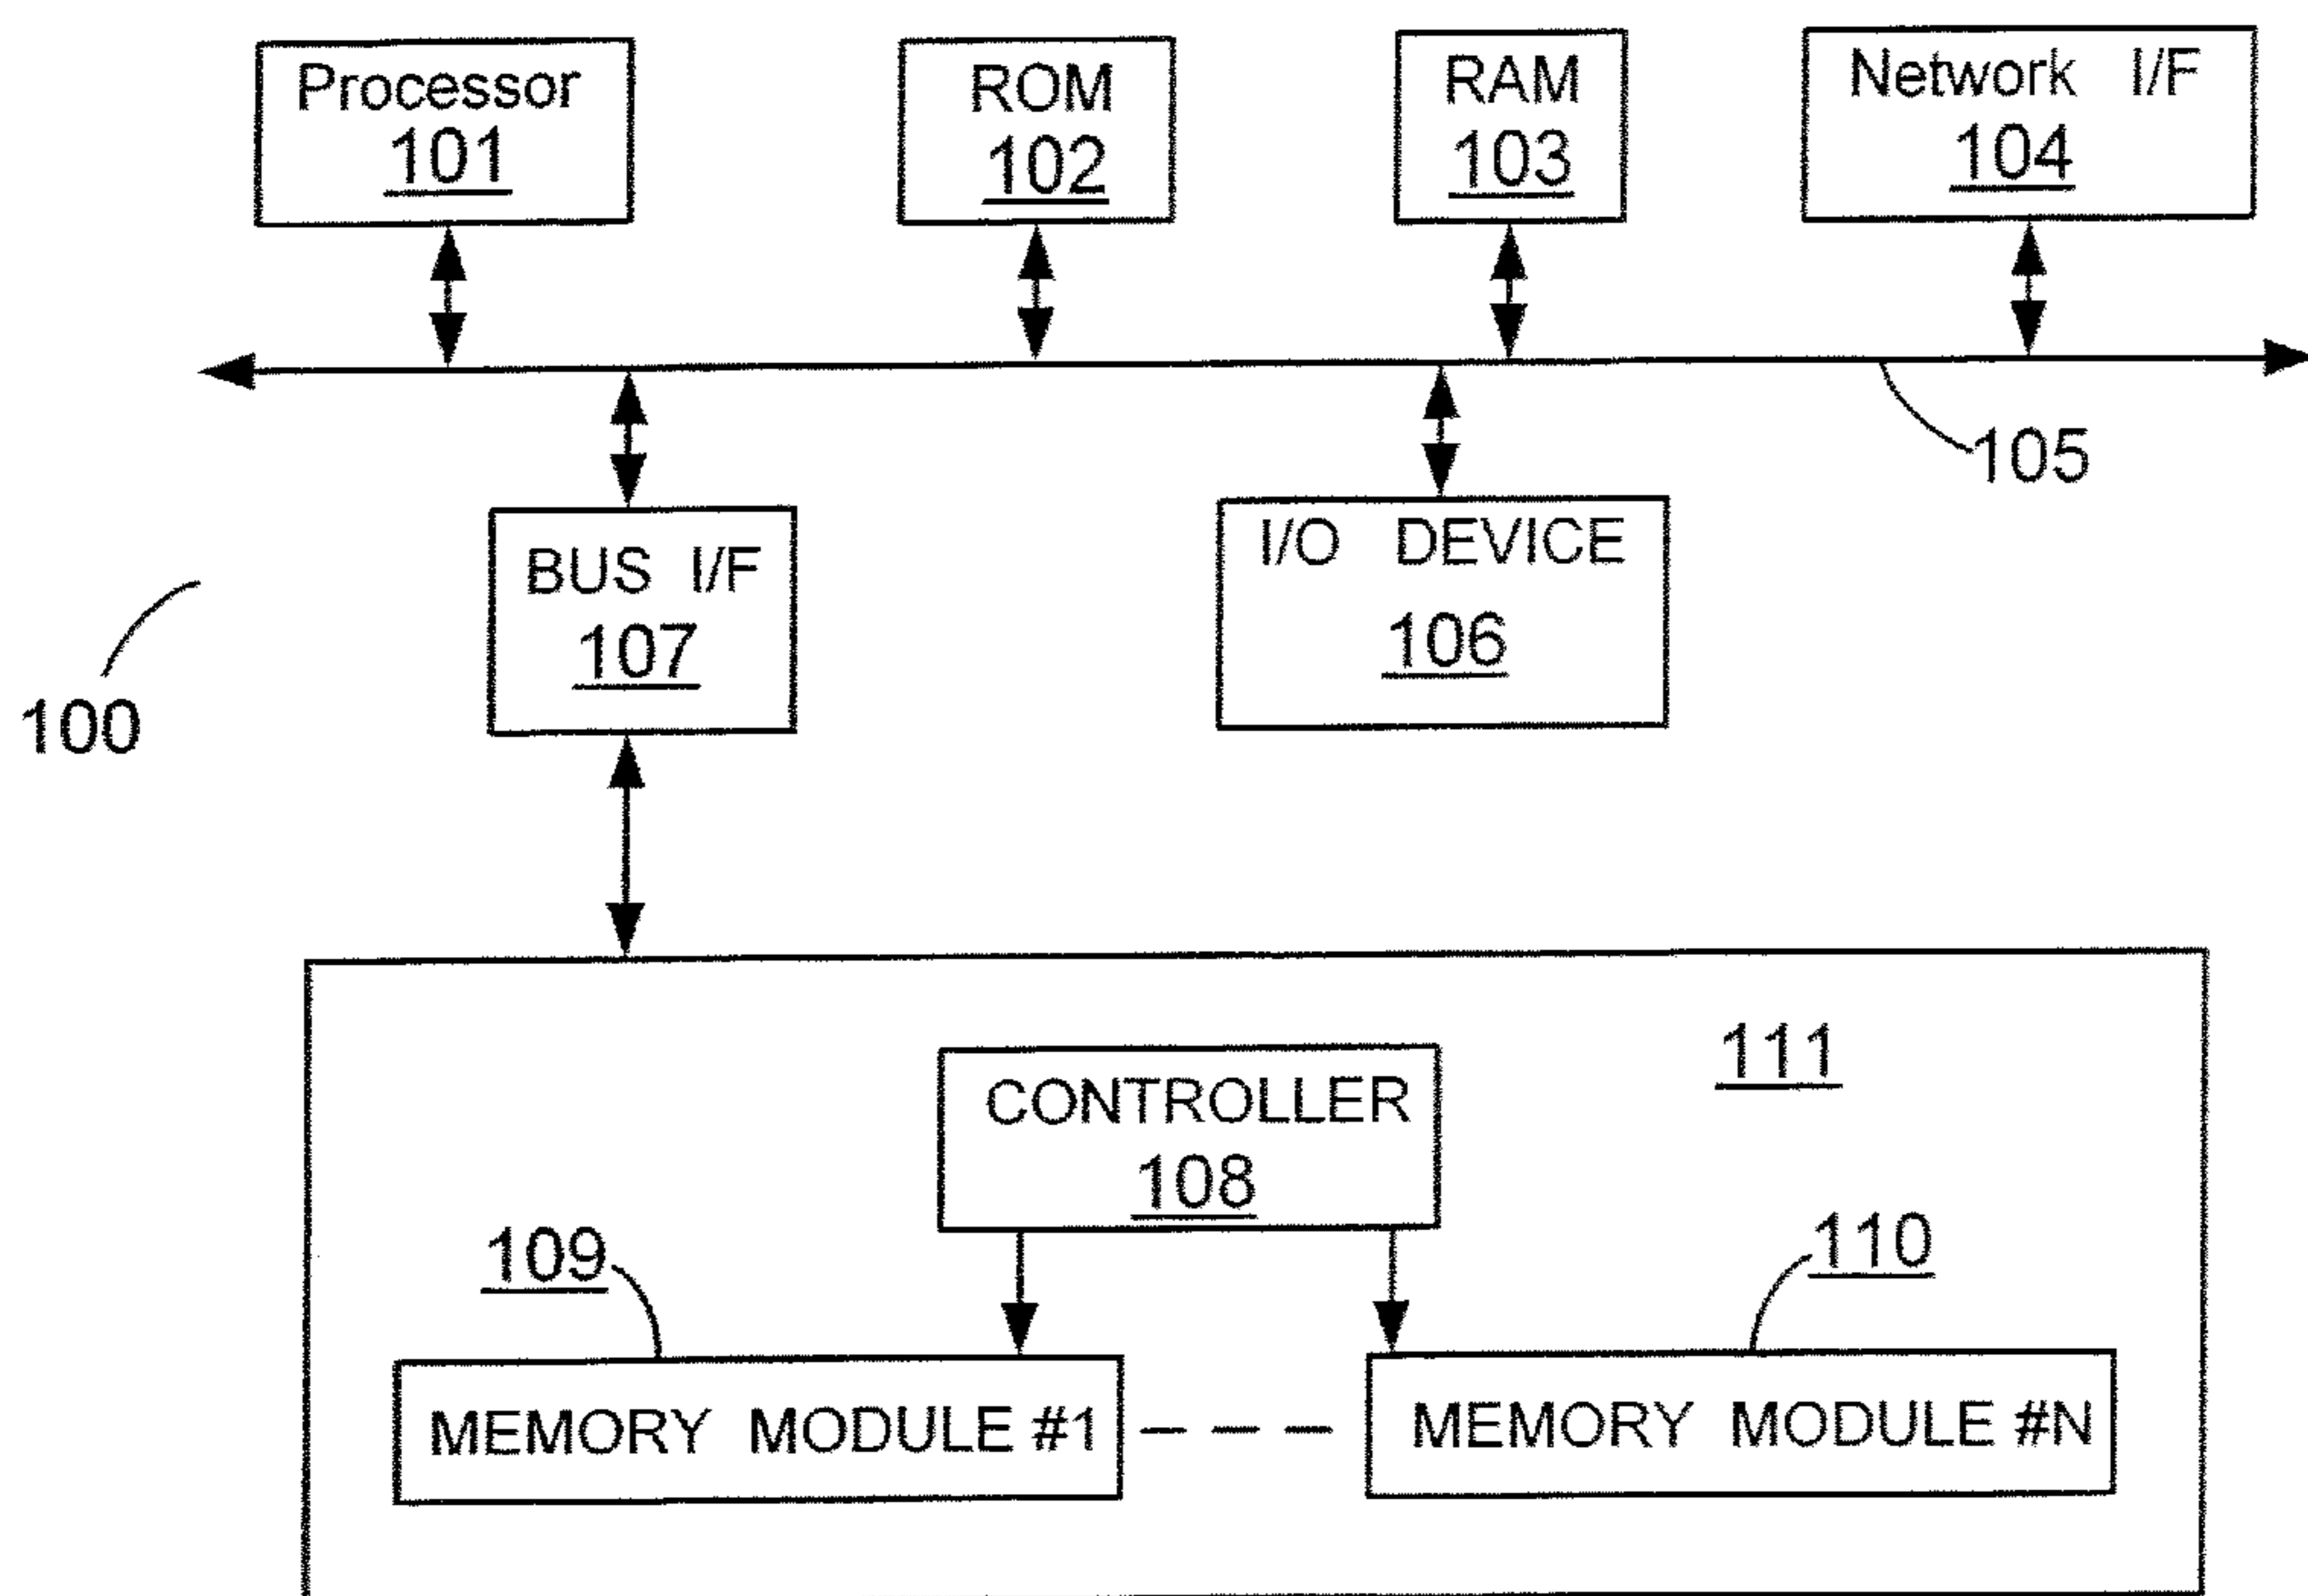 Processor
101
ROM
102
RAM
103
Network I/F
104
105
BUS I/F
107
I/O DEVICE
106
100
111
CONTROLLER
108
109
110
MEMORY MODULE #1
MEMORY MODULE #N